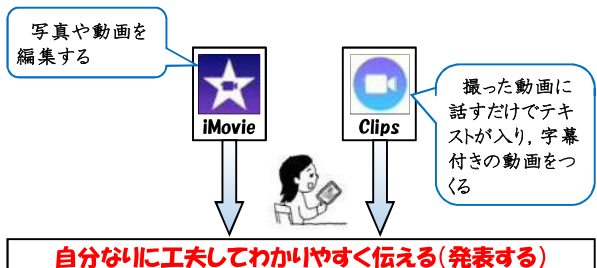 写真や動画を
編集する
iMovie
Clips
撮った動画に
話すだけでテキ
ストが入り，字幕
付きの動画をつ
くる
自分なりに工夫してわかりやすく伝える（発表する）